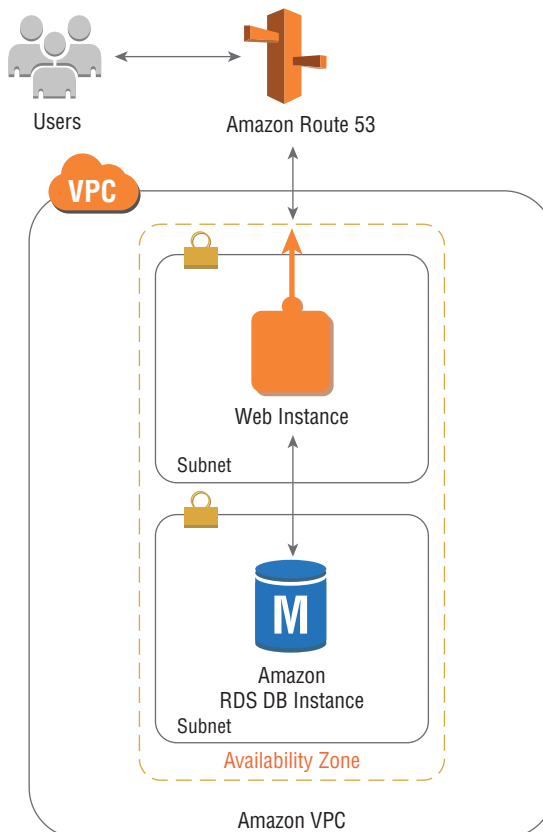 Users
Amazon Route 53
VPC
Web Instance
Subnet
M
Amazon
RDS DB Instance
Subnet
Availability Zone
Amazon VPC